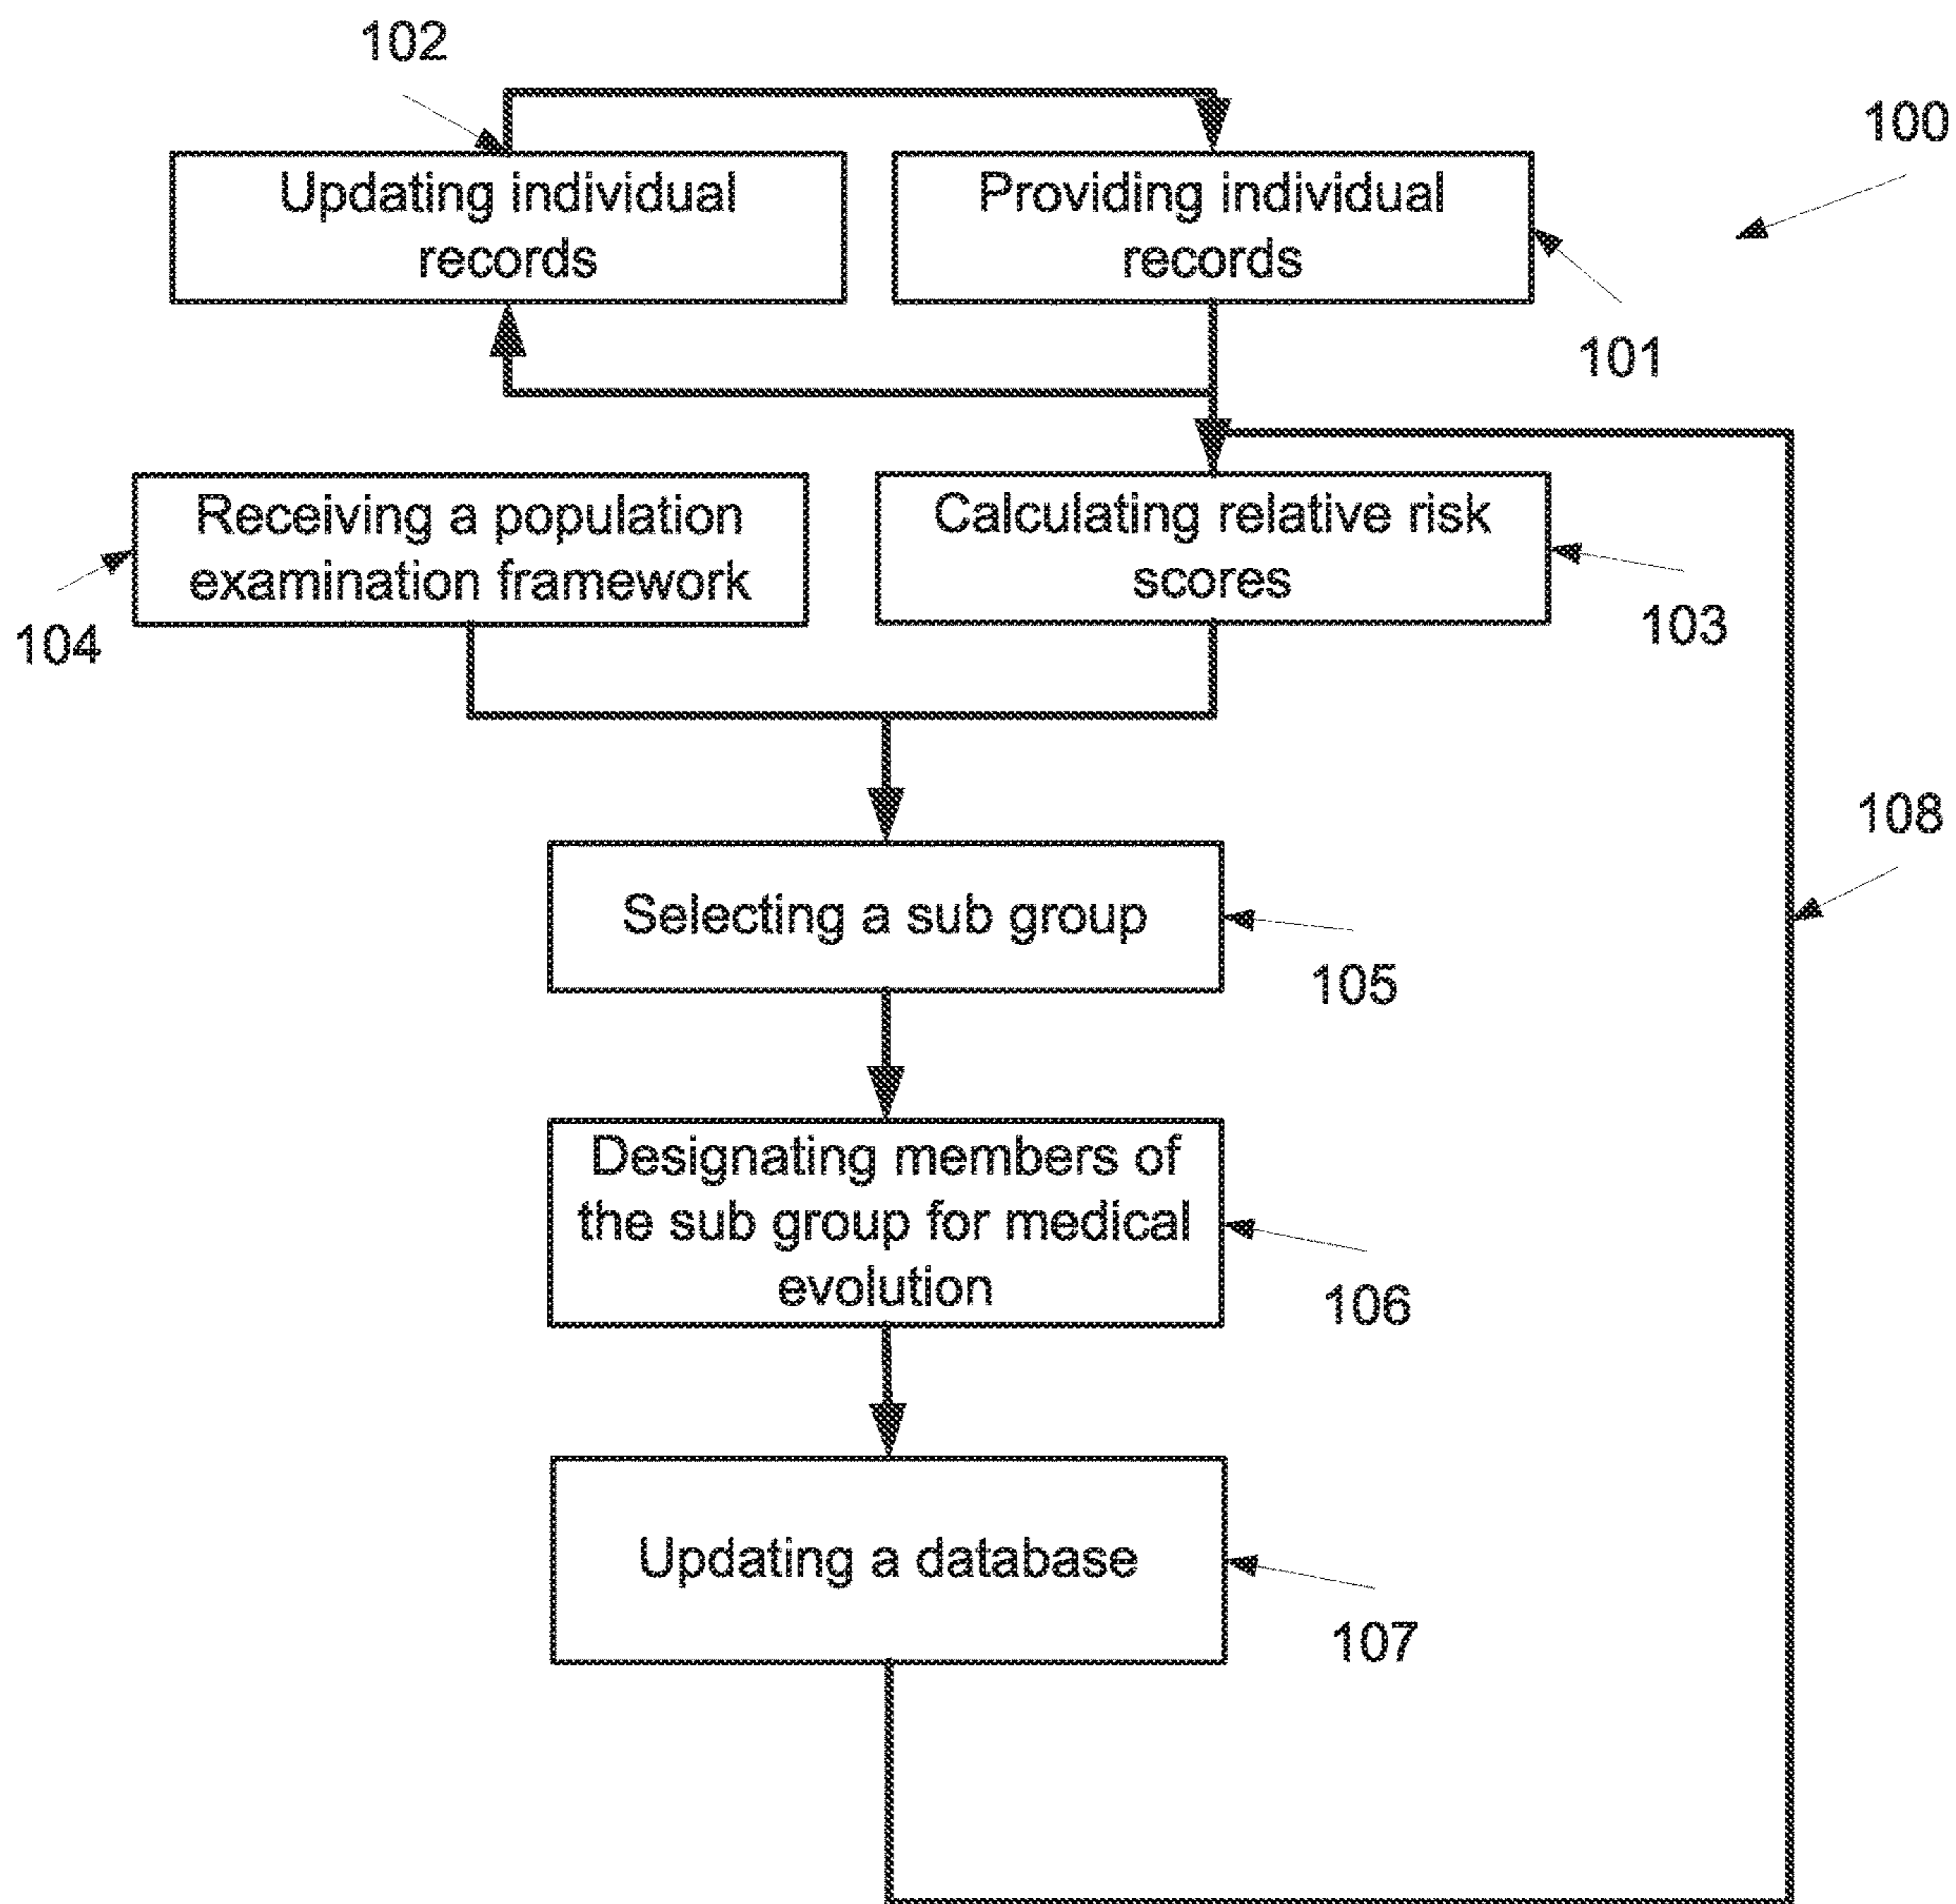 102
100
Updating individual
records
Providing individual
records
101
Receiving a population
examination framework
Calculating relative risk
scores
104
103
108
Selecting a sub group
105
Designating members of
the sub group for medical
evolution
106
Updating a database
107